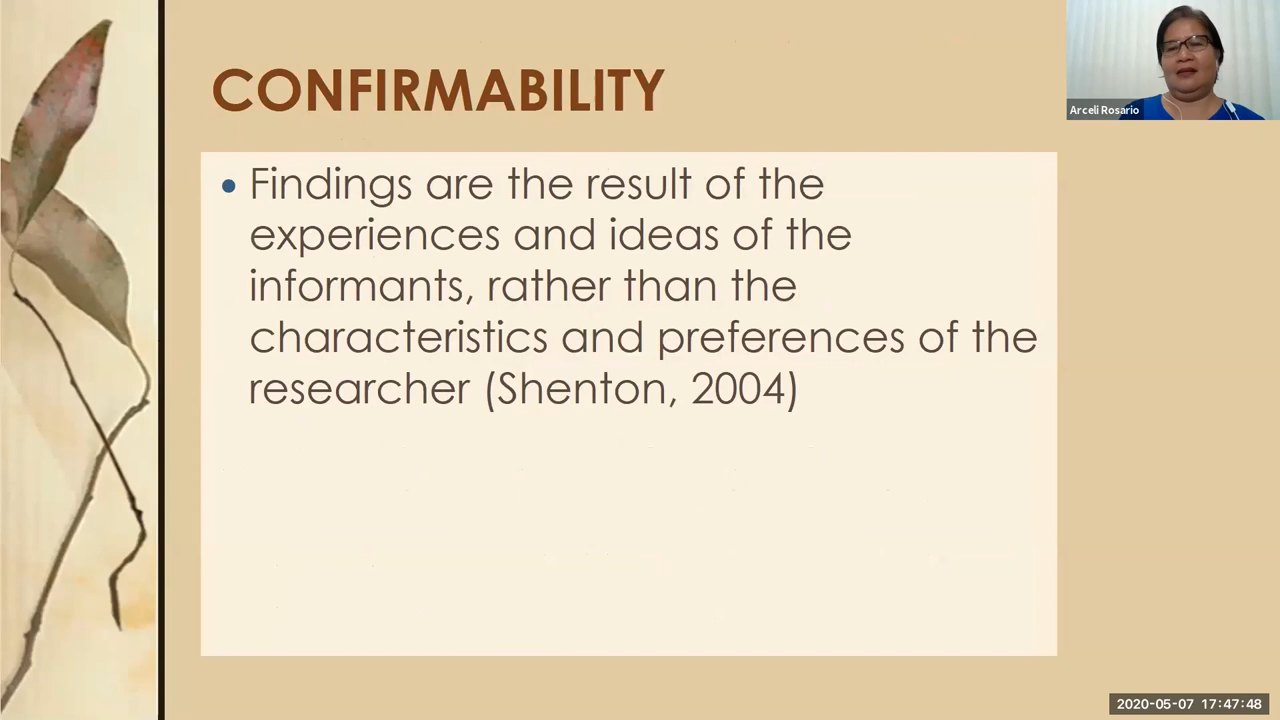 CONFIRMABILITY
Arceli Rosario
• Findings are the result of the
experiences and ideas of the
informants, rather than the
characteristics and preferences of the
researcher (Shenton, 2004)
2020-05-07 17:47:48